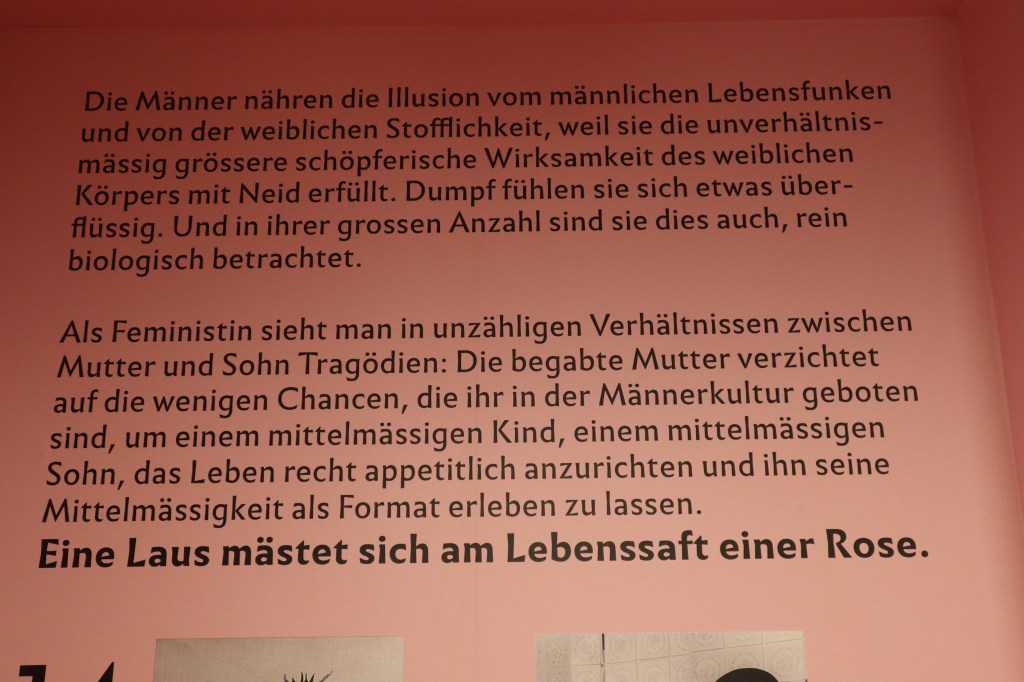 Die Männer nähren die Illusion vom männlichen Lebensfunken
und von der weiblichen Stofflichkeit, weil sie die unverhältnis-
mässig grössere schöpferische Wirksamkeit des weiblichen
Körpers mit Neid erfüllt. Dumpf fühlen sie sich etwas über-
flüssig. Und in ihrer grossen Anzahl sind sie dies auch, rein
biologisch betrachtet.
Als Feministin sieht man in unzähligen Verhältnissen zwischen
Mutter und Sohn Tragödien: Die begabte Mutter verzichtet
auf die wenigen Chancen, die ihr in der Männerkultur geboten
sind, um einem mittelmässigen Kind, einem mittelmässigen
Sohn, das Leben recht appetitlich anzurichten und ihn seine
Mittelmässigkeit als Format erleben zu lassen.
Eine Laus mästet sich am Lebenssaft einer Rose.